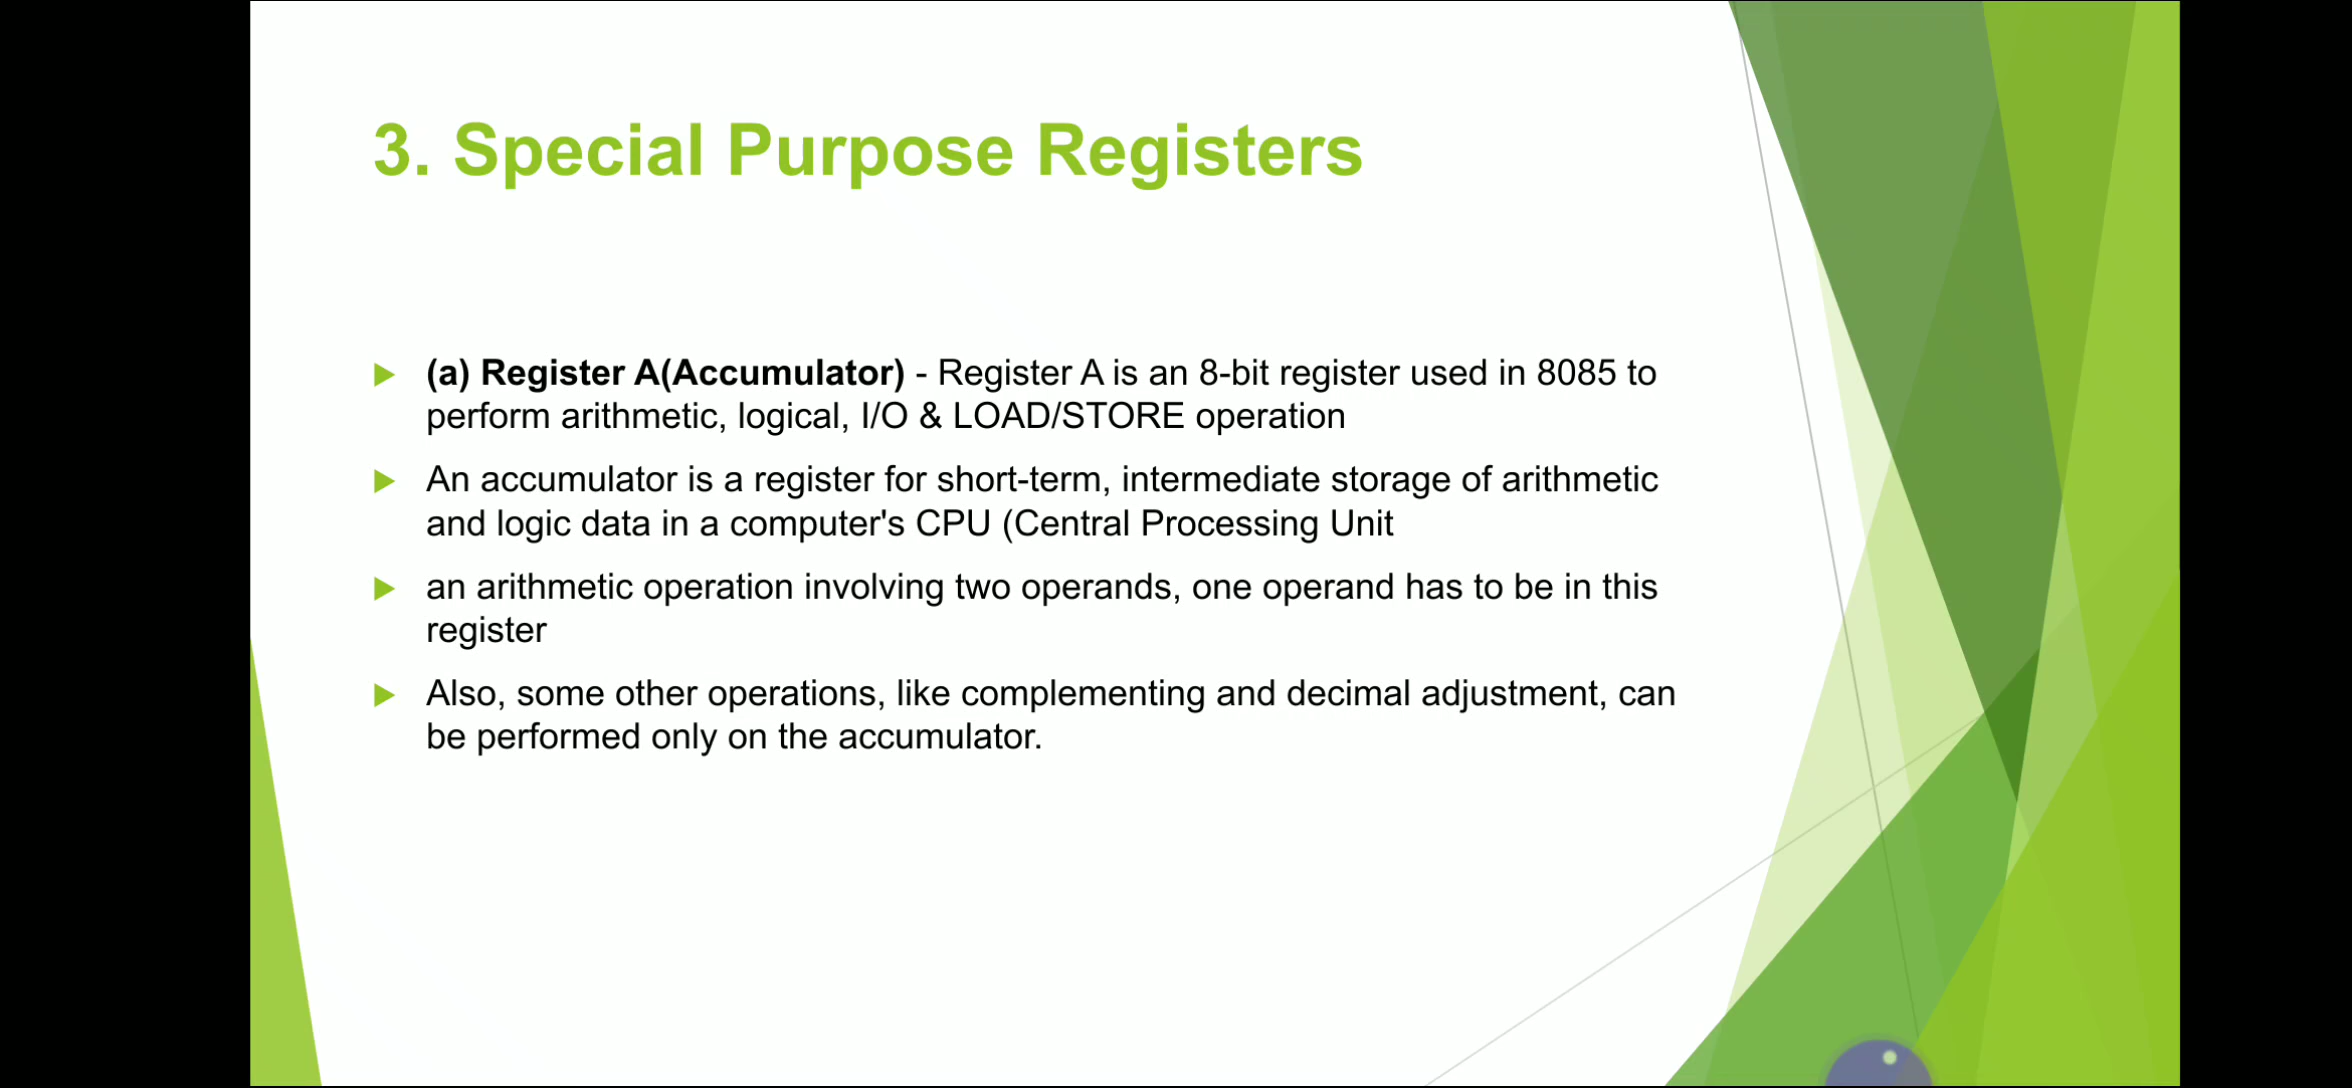 3. Special Purpose Registers
(a) Register A(Accumulator) - Register A is an 8-bit register used in 8085 to
perform arithmetic, logical, I/O & LOAD/STORE operation
An accumulator is a register for short-term, intermediate storage of arithmetic
and logic data in a computer's CPU (Central Processing Unit
an arithmetic operation involving two operands, one operand has to be in this
register
Also, some other operations, like complementing and decimal adjustment, can
be performed only on the accumulator.